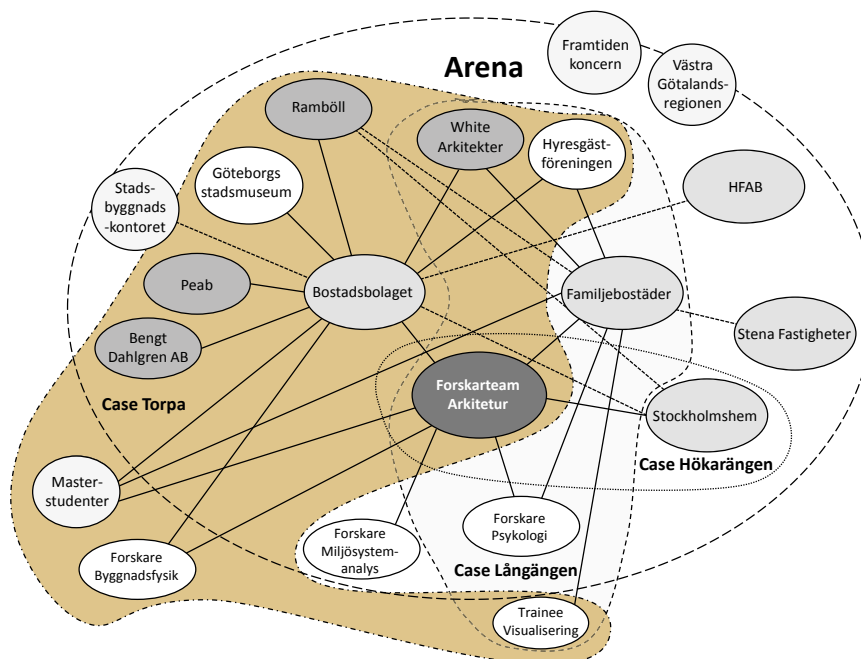 Framtiden
koncern
Arena
Västra
Götalands-
regionen
Ramböll
White
Arkitekter
Hyresgäst-
föreningen
Göteborgs
stadsmuseum
HFAB
Stads-
byggnads
-kontoret
Peab
Bostadsbolaget
Familjebostäder
Stena Fastigheter
Bengt
Dahlgren AB
Case Torpa
Forskarteam
Arkitetur
Stockholmshem
Case Hökarängen
Master-
studenter
Forskare
Psykologi
Forskare
Miljösystem-
analys
Forskare
Byggnadsfysik
Case Långängen
Trainee
Visualisering